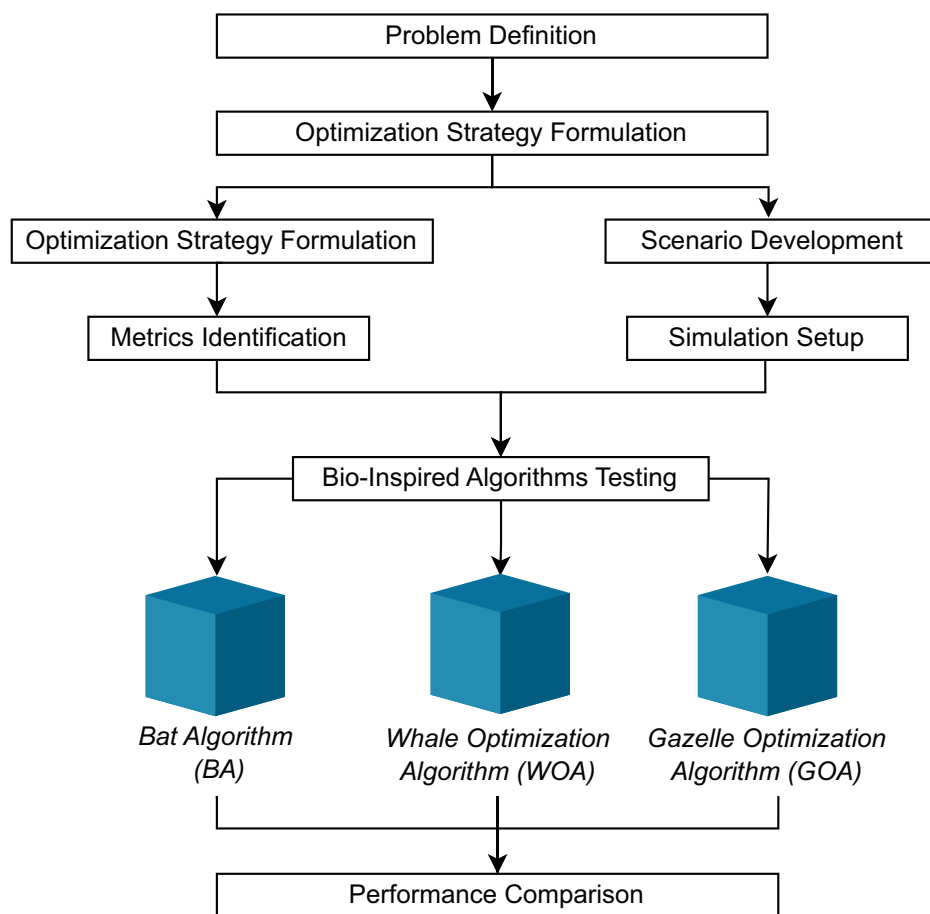 Problem Definition
Optimization Strategy Formulation
Optimization Strategy Formulation
Scenario Development
Metrics Identification
Simulation Setup
Bio-Inspired Algorithms Testing
Bat Algorithm
(BA)
Whale Optimization
Algorithm (WOA)
Gazelle Optimization
Algorithm (GOA)
Performance Comparison